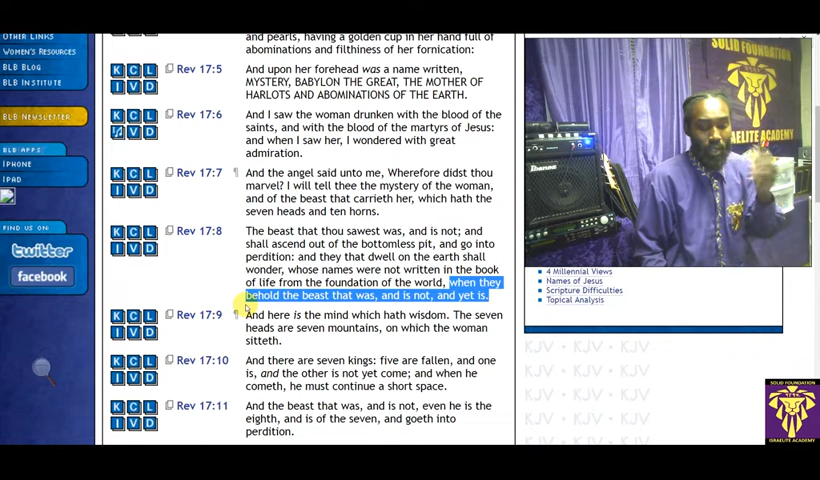 OTHER LINKS
WOMEN'S RESOURCES
BLB BLOG
BLB INSTITUTE
BLB NEWSLETTER
BLB APPS
IPHONE
IPAD
FIND US ON
twitter
facebook
and pearls, having a golden cup in her hand full of
abominations and filthiness of her fornication:
K C L
I V D
Rev 17:5
And upon her forehead was a name written,
MYSTERY, BABYLON THE GREAT, THE MOTHER OF
HARLOTS AND ABOMINATIONS OF THE EARTH.
K C L
V D
Rev 17:6
And I saw the woman drunken with the blood of the
saints, and with the blood of the martyrs of Jesus:
and when I saw her, I wondered with great
admiration.
K C L
I V D
Rev 17:7
¶ And the angel said unto me, Wherefore didst thou
marvel? I will tell thee the mystery of the woman,
and of the beast that carrieth her, which hath the
seven heads and ten horns.
K C L
I V D
Rev 17:8
The beast that thou sawest was, and is not; and
shall ascend out of the bottomless pit, and go into
perdition: and they that dwell on the earth shall
wonder, whose names were not written in the book
of life from the foundation of the world, when they
behold the beast that was, and is not, and yet is.
K C L
I V D
Rev 17:9
¶ And here is the mind which hath wisdom. The seven
heads are seven mountains, on which the woman
sitteth.
K C L
I V D
Rev 17:10
And there are seven kings: five are fallen, and one
is, and the other is not yet come; and when he
cometh, he must continue a short space.
K C L
I V D
Rev 17:11
And the beast that was, and is not, even he is the
eighth, and is of the seven, and goeth into
perdition.
SOLID FOUNDATION
ISRAELITE ACADEMY
Ibanez
4 Millennial Views
Names of Jesus
Scripture Difficulties
Topical Analysis
KJV • KJV • KJV
KJV • KJV • KJV • KJV
SOLID FOUNDATION
ISRAELITE ACADEMY